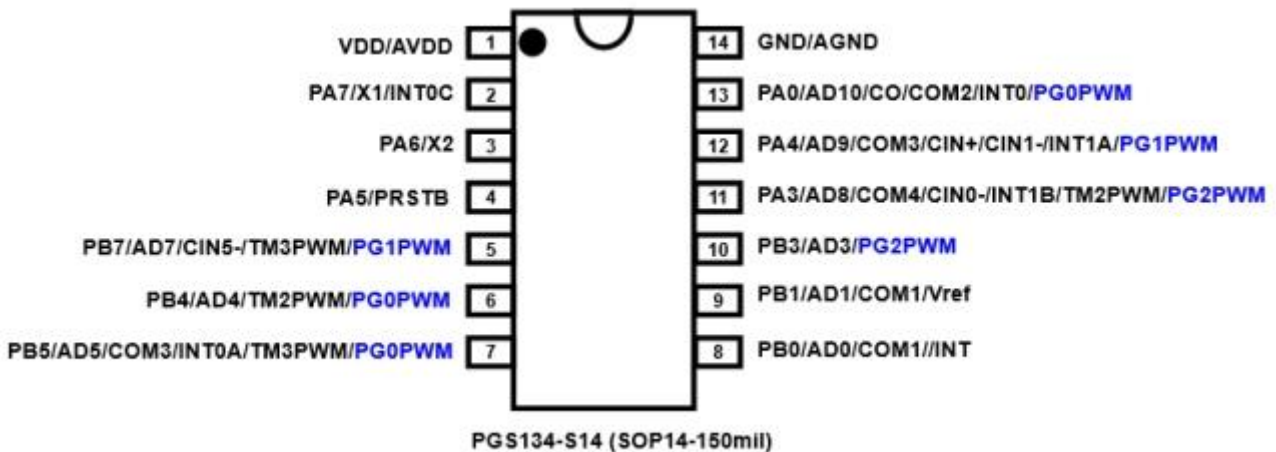 VDD/AVDD 1 14 GND/AGND
PA7/X1/INT0C 2 13 PA0/AD10/CO/COM2/INT0/PG0PWM
PA6/X2 3 12 PA4/AD9/COM3/CIN+/CIN1-/INT1A/PG1PWM
PA5/PRSTB 4 11 PA3/AD8/COM4/CIN0-/INT1B/TM2PWM/PG2PWM
PB7/AD7/CIN5-/TM3PWM/PG1PWM 5 10 PB3/AD3/PG2PWM
PB4/AD4/TM2PWM/PG0PWM 6 9 PB1/AD1/COM1/Vref
PB5/AD5/COM3/INT0A/TM3PWM/PG0PWM 7 8 PB0/AD0/COM1//INT
PGS134-S14 (SOP14-150mil)